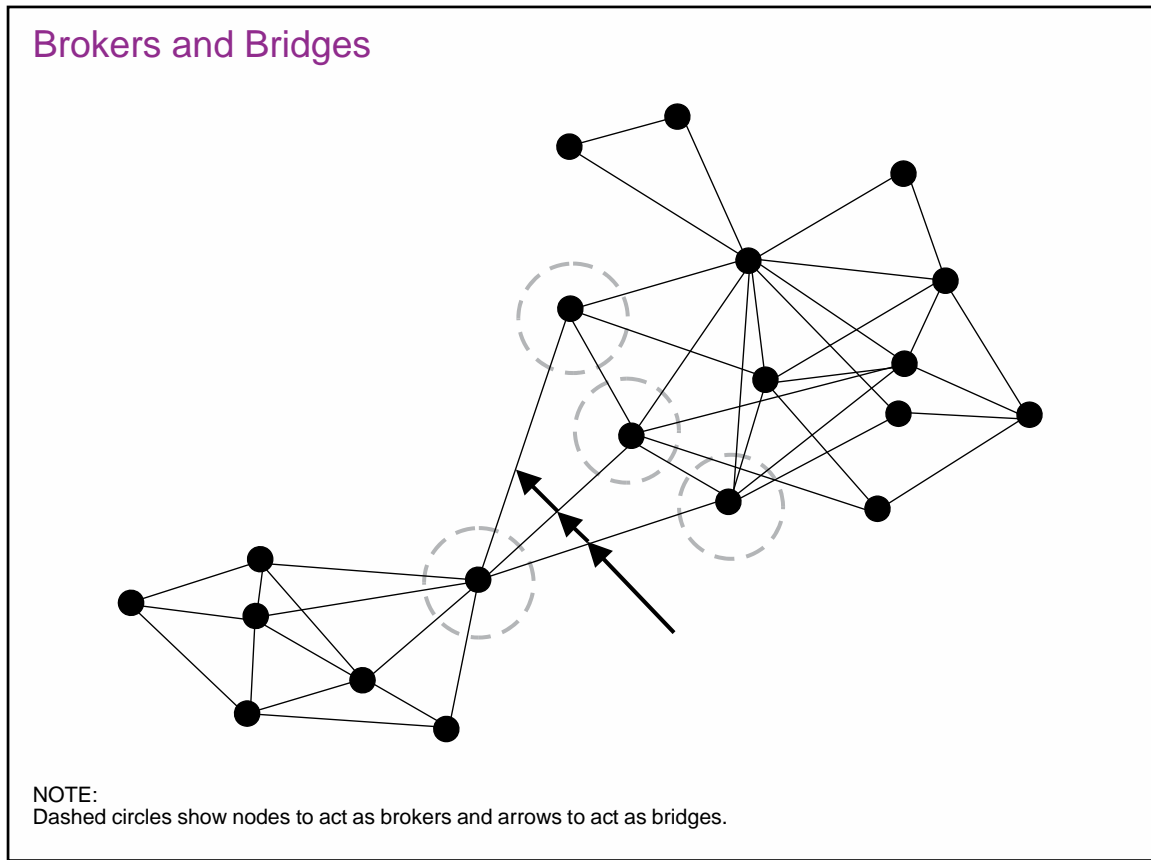 Brokers and Bridges
NOTE:
Dashed circles show nodes to act as brokers and arrows to act as bridges.